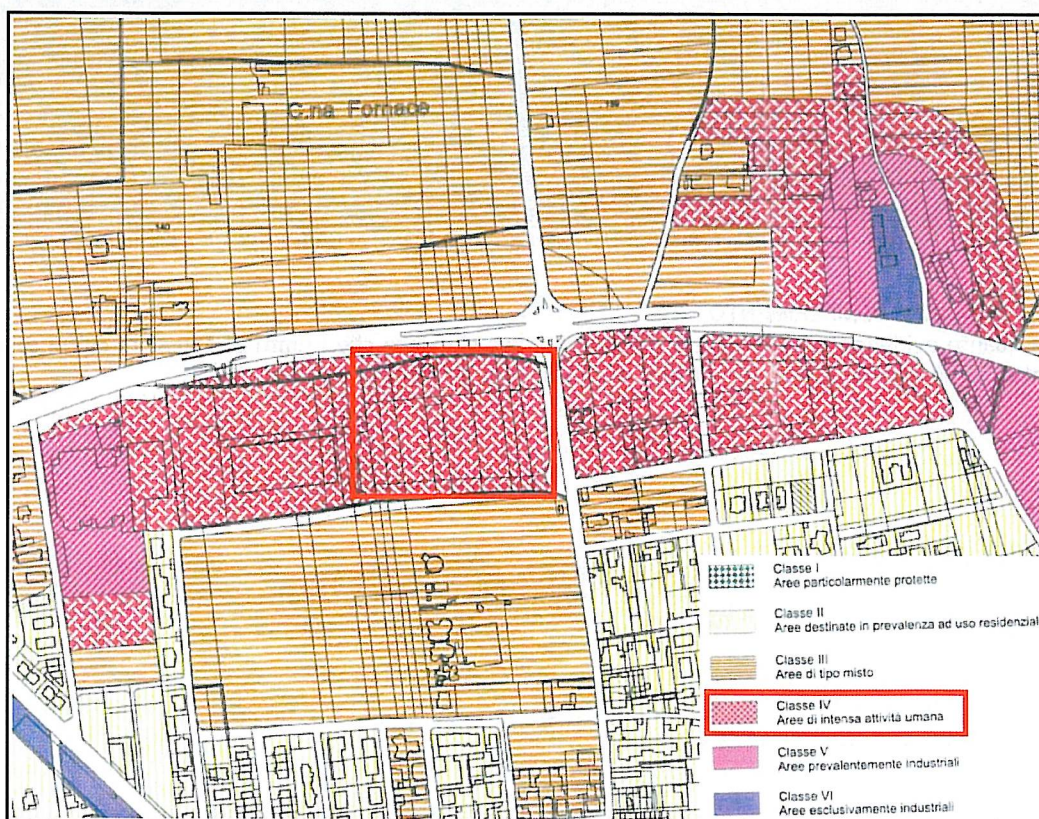 C.na Fornace
140
Classe I
Aree particolarmente protette
Classe II
Aree destinate in prevalenza ad uso residenziale
Classe III
Aree di tipo misto
Classe IV
Aree di intensa attività umana
Classe V
Aree prevalentemente industriali
Classe VI
Aree esclusivamente industriali